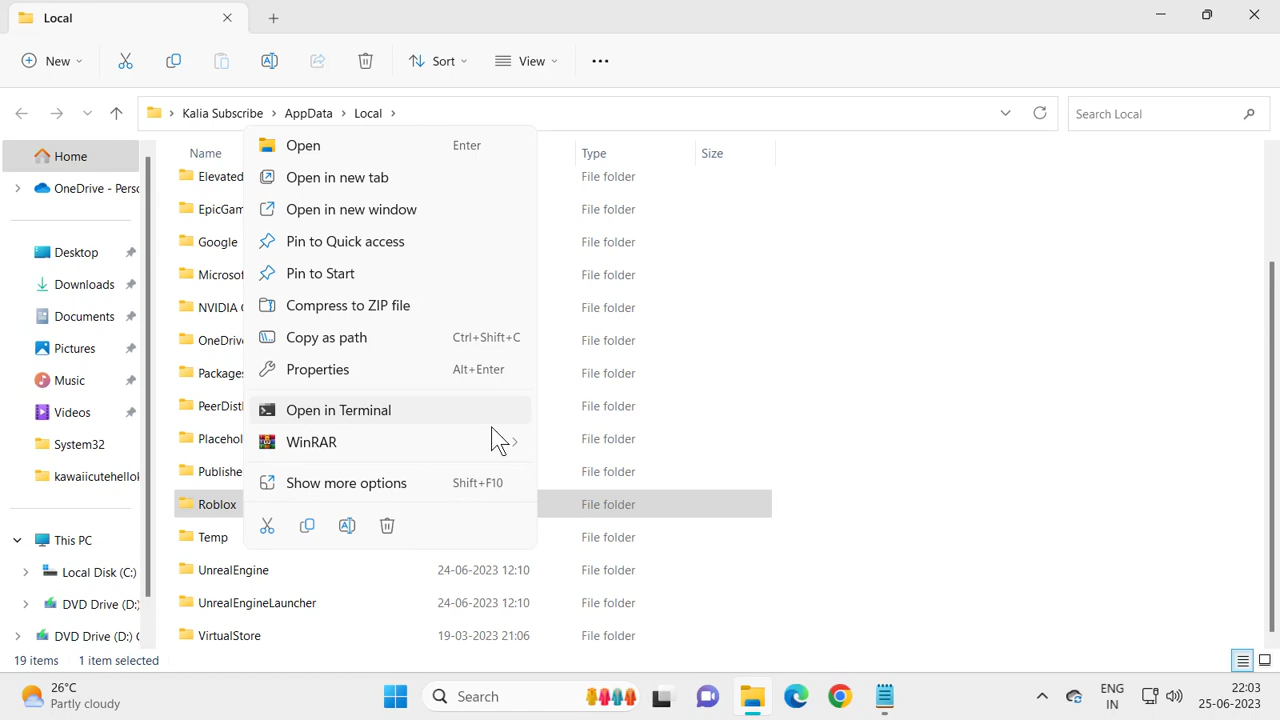 Local
New
Sort
View
Kalia Subscribe
AppData
Local
Search Local
Name
Type
Size
Home
OneDrive - Perso
Desktop
Downloads
Documents
Pictures
Music
Videos
System32
kawaiicutehellok
This PC
Local Disk (C:)
DVD Drive (D:)
DVD Drive (D:) (
Elevated
File folder
EpicGam
File folder
Google
File folder
Microsof
File folder
NVIDIA C
File folder
OneDrive
File folder
Packages
File folder
PeerDist
File folder
Placehol
File folder
Publishe
File folder
Roblox
File folder
Temp
File folder
UnrealEngine 24-06-2023 12:10 File folder
UnrealEngineLauncher 24-06-2023 12:10 File folder
VirtualStore 19-03-2023 21:06 File folder
Open Enter
Open in new tab
Open in new window
Pin to Quick access
Pin to Start
Compress to ZIP file
Copy as path Ctrl+Shift+C
Properties Alt+Enter
Open in Terminal
WinRAR
Show more options Shift+F10
19 items 1 item selected
26°C
Partly cloudy
Search
ENG
IN
22:03
25-06-2023